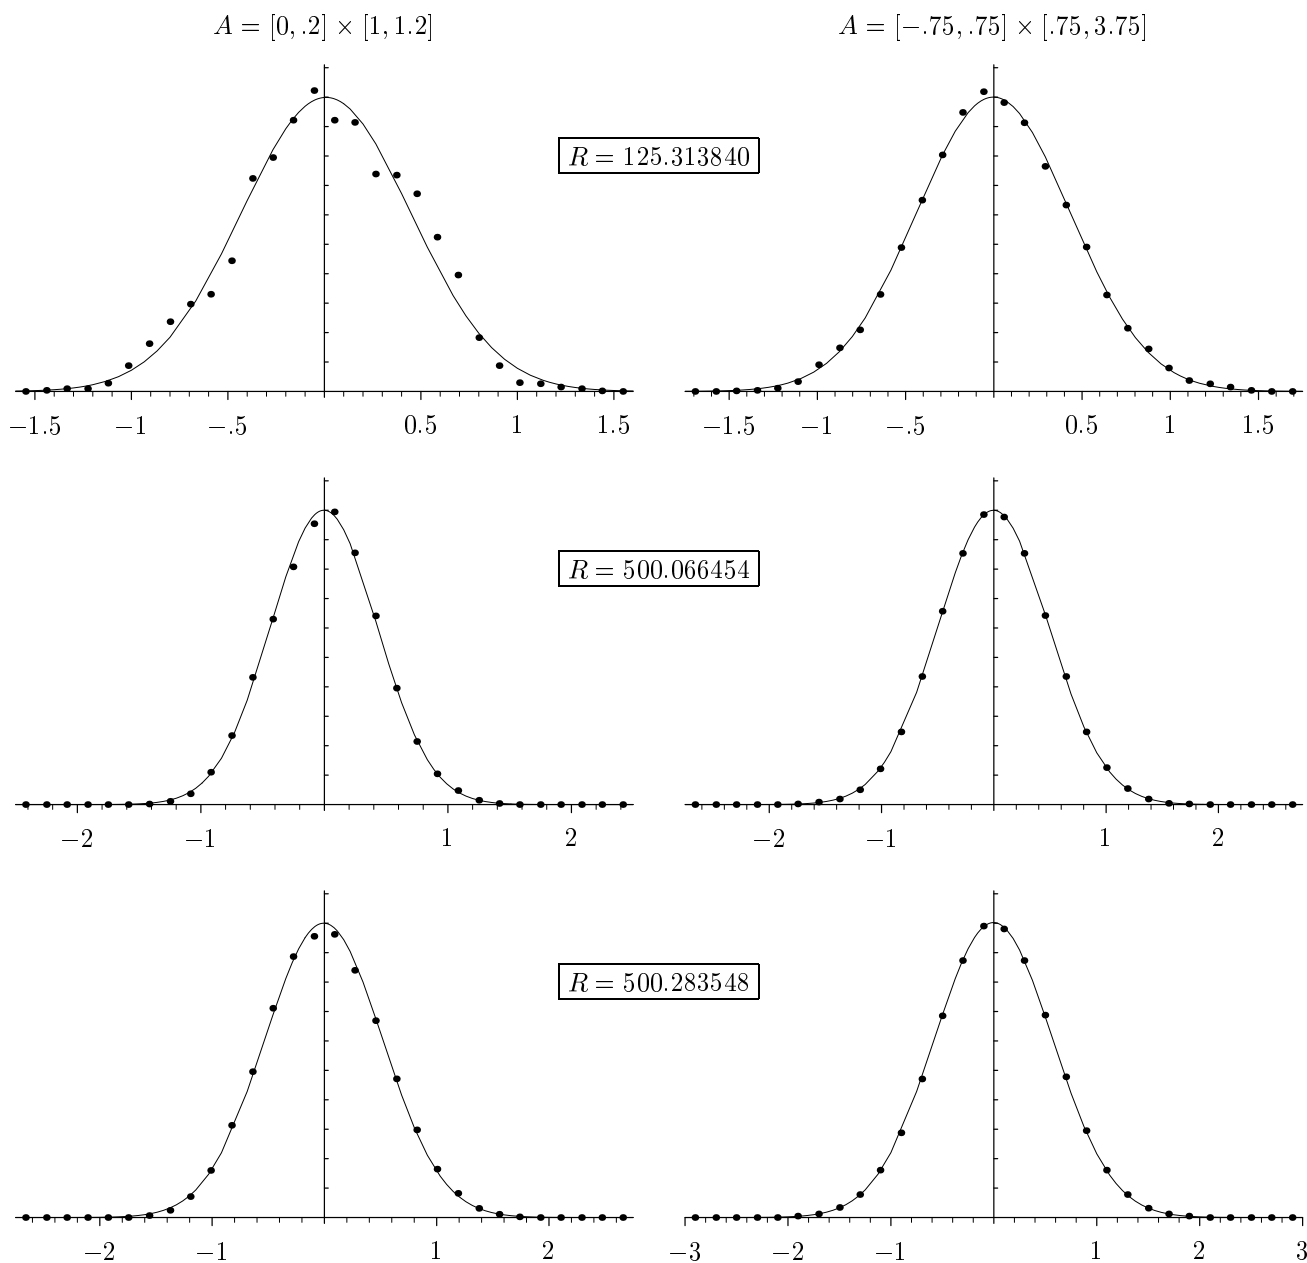 A = [0, .2] × [1, 1.2]
A = [−.75, .75] × [.75, 3.75]
R = 125.313840
−1.5 −1 −.5 0.5 1 1.5
−1.5 −1 −.5 0.5 1 1.5
R = 500.066454
−2 −1 1 2
−2 −1 1 2
R = 500.283548
−2 −1 1 2
−3 −2 −1 1 2 3